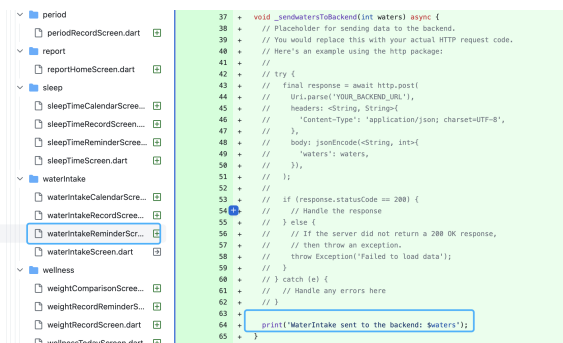 period
periodRecordScreen.dart
report
reportHomeScreen.dart
sleep
sleepTimeCalendarScree...
sleepTimeRecordScreen....
sleepTimeReminderScree...
sleepTimeScreen.dart
waterIntake
waterIntakeCalendarScre...
waterIntakeRecordScree...
waterIntakeReminderScr...
waterIntakeScreen.dart
wellness
weightComparisonScree...
weightRecordReminderS...
weightRecordScreen.dart
wellnessTodayScreen.dart
37 + void _sendwatersToBackend(int waters) async {
38 + // Placeholder for sending data to the backend.
39 + // You would replace this with your actual HTTP request code.
40 + // Here's an example using the http package:
41 + //
42 + // try {
43 + //   final response = await http.post(
44 + //     Uri.parse('YOUR_BACKEND_URL'),
45 + //     headers: <String, String>{
46 + //       'Content-Type': 'application/json; charset=UTF-8',
47 + //     },
48 + //     body: jsonEncode(<String, int>{
49 + //       'waters': waters,
50 + //     }),
51 + //   );
52 + //
53 + //   if (response.statusCode == 200) {
54 + //     // Handle the response
55 + //   } else {
56 + //     // If the server did not return a 200 OK response,
57 + //     // then throw an exception.
58 + //     throw Exception('Failed to load data');
59 + //   }
60 + // } catch (e) {
61 + //   // Handle any errors here
62 + // }
63 +
64 + print('WaterIntake sent to the backend: $waters');
65 + }